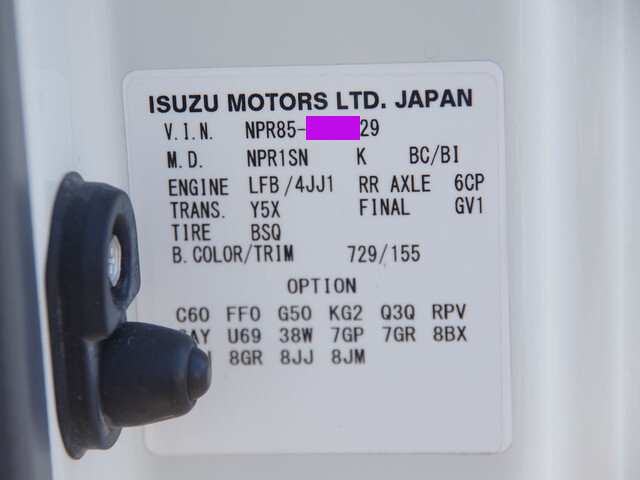 ISUZU MOTORS LTD. JAPAN
V.I.N. NPR85- 29
M.D. NPR1SN K BC/BI
ENGINE LFB/4JJ1 RR AXLE 6CP
TRANS. Y5X FINAL GV1
TIRE BSQ
B.COLOR/TRIM 729/155
OPTION
C60 FF0 G50 KG2 Q3Q RPV
U69 38W 7GP 7GR 8BX
8GR 8JJ 8JM